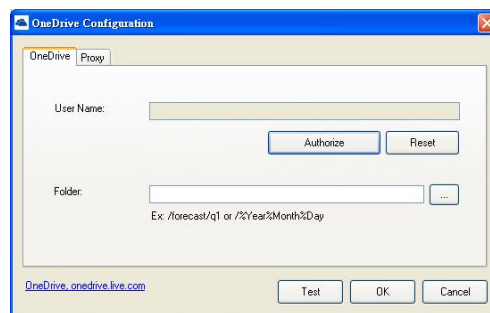 OneDrive Configuration
OneDrive Proxy
User Name:
Authorize Reset
Folder: ...
Ex: /forecast/q1 or /%Year%Month%Day
OneDrive, onedrive.live.com Test OK Cancel